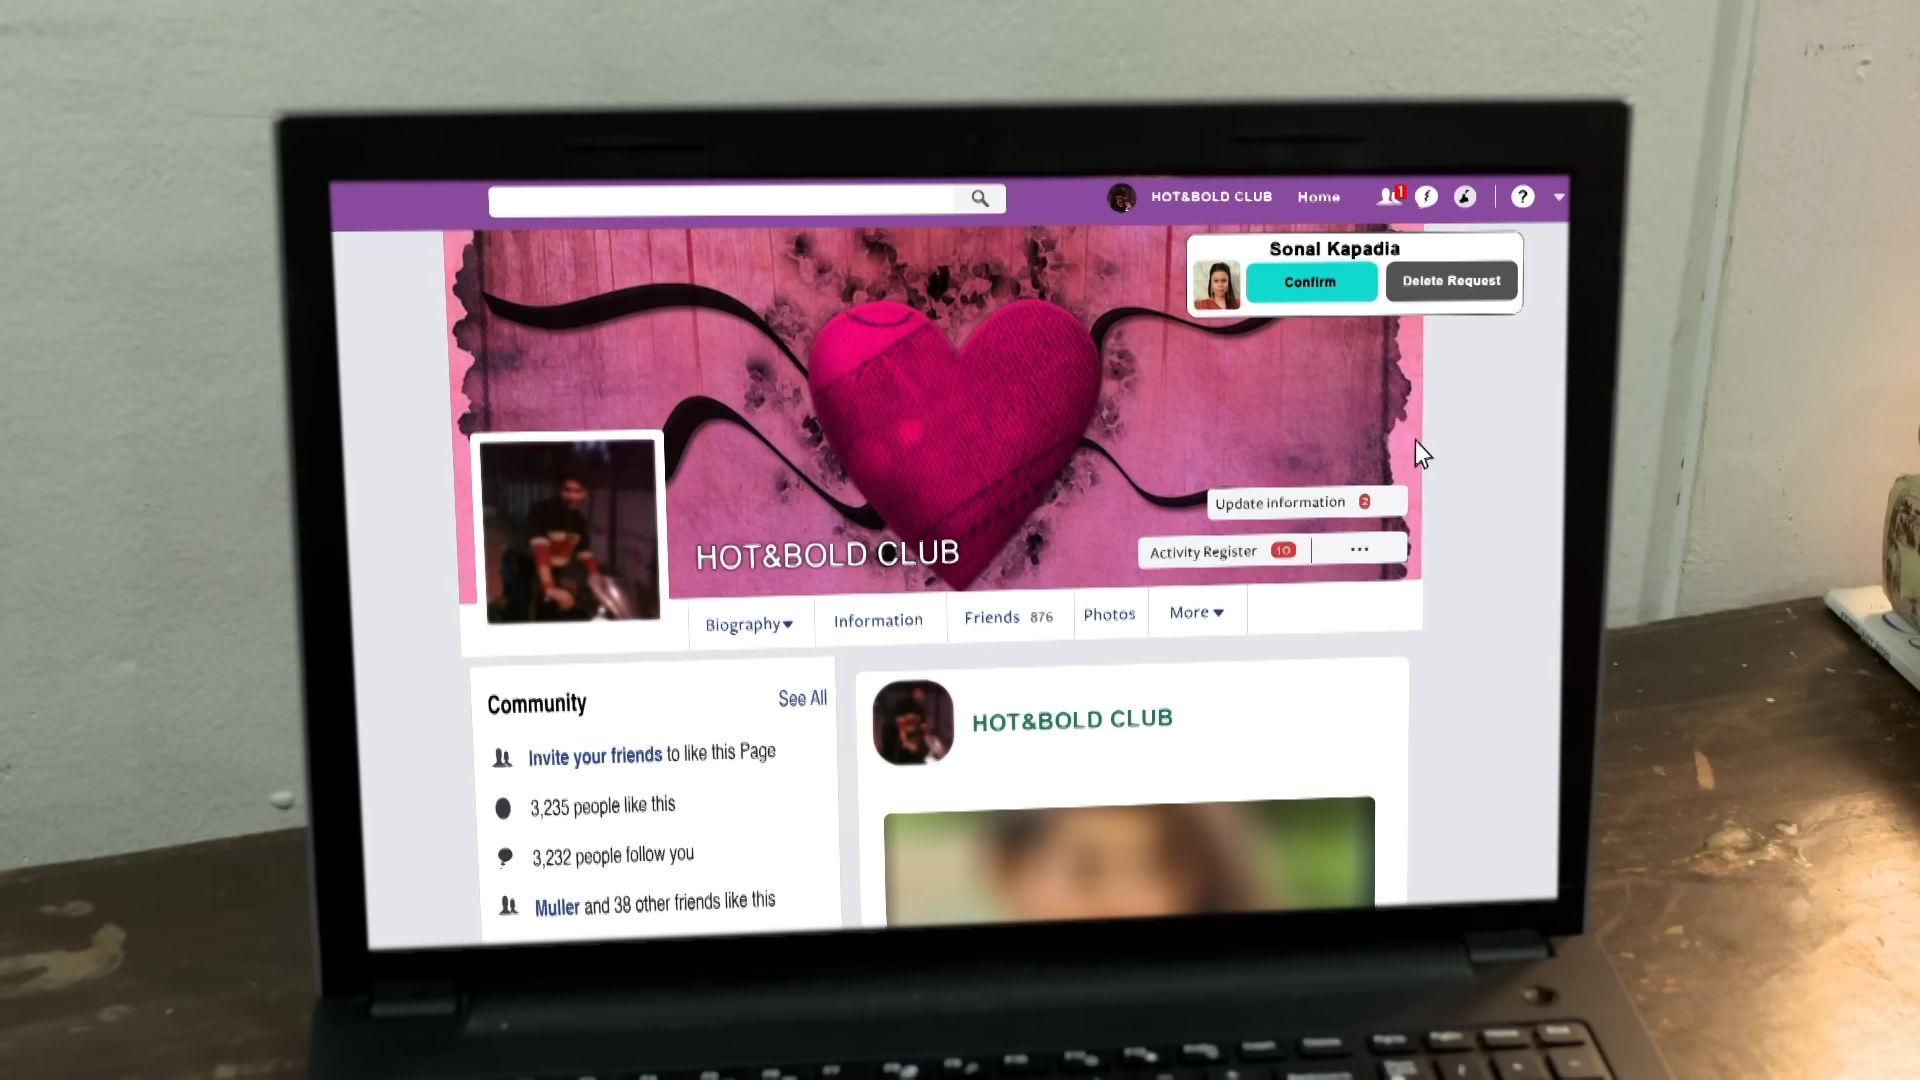 HOT&BOLD CLUB Home 1 ?
Sonal Kapadia
Confirm Delete Request
Update information 2
Activity Register 10 ...
HOT&BOLD CLUB
Biography Information Friends 876 Photos More
Community See All
Invite your friends to like this Page
3,235 people like this
3,232 people follow you
Muller and 38 other friends like this
HOT&BOLD CLUB